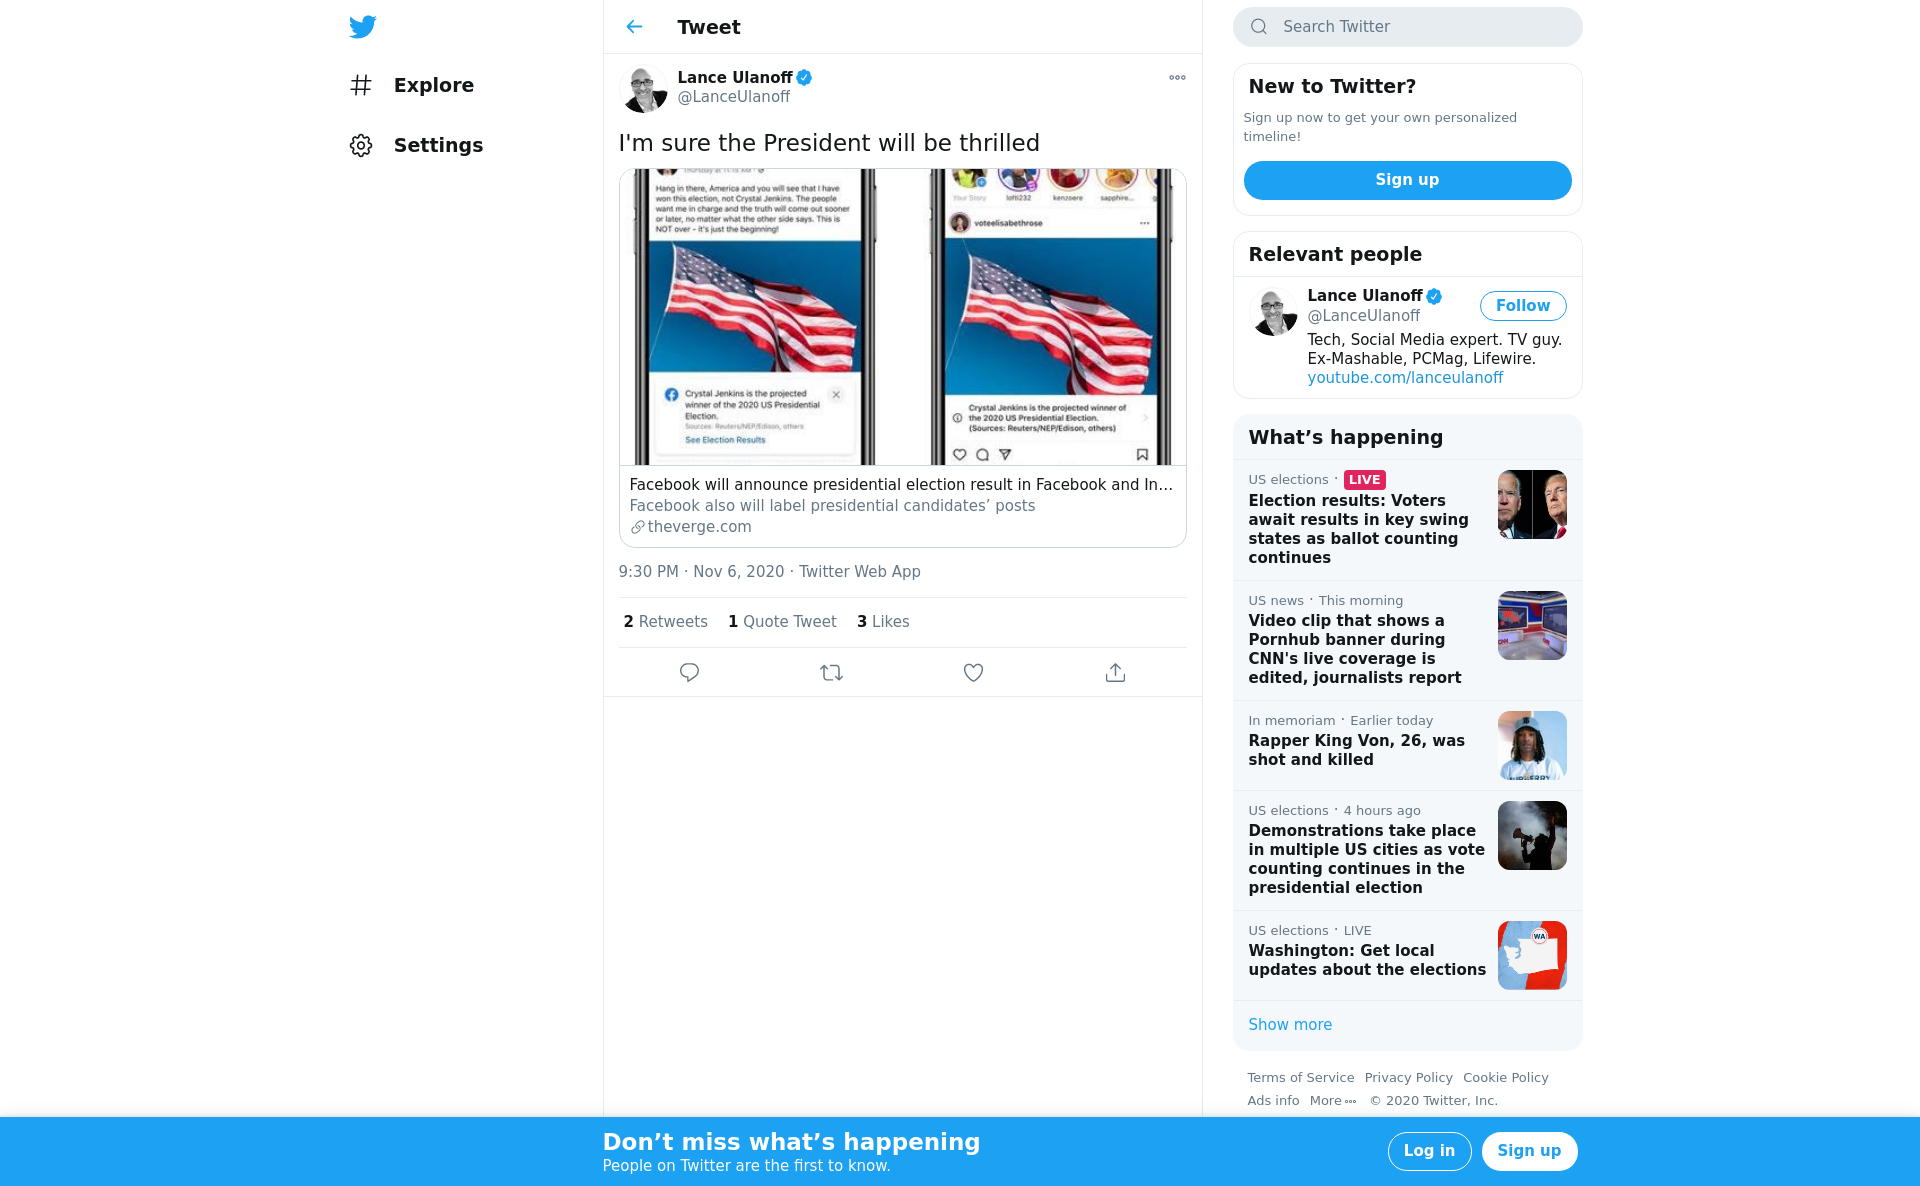 Explore
Settings
Tweet
Lance Ulanoff
@LanceUlanoff
I'm sure the President will be thrilled
Hang in there, America and you will see that I have
won this election, not Crystal Jenkins. The people
want me in charge and the truth will come out sooner
or later, no matter what the other side says. This is
NOT over - it's just the beginning!
Crystal Jenkins is the projected
winner of the 2020 US Presidential
Election.
Sources: Reuters/NEP/Edison, others
See Election Results
Your Story
lofti232
kenzoere
sapphire...
voteelisabethrose
Crystal Jenkins is the projected winner of
the 2020 US Presidential Election.
(Sources: Reuters/NEP/Edison, others)
Facebook will announce presidential election result in Facebook and In…
Facebook also will label presidential candidates’ posts
theverge.com
9:30 PM · Nov 6, 2020 · Twitter Web App
2 Retweets 1 Quote Tweet 3 Likes
Search Twitter
New to Twitter?
Sign up now to get your own personalized
timeline!
Sign up
Relevant people
Lance Ulanoff
@LanceUlanoff
Follow
Tech, Social Media expert. TV guy.
Ex-Mashable, PCMag, Lifewire.
youtube.com/lanceulanoff
What’s happening
US elections · LIVE
Election results: Voters
await results in key swing
states as ballot counting
continues
US news · This morning
Video clip that shows a
Pornhub banner during
CNN's live coverage is
edited, journalists report
In memoriam · Earlier today
Rapper King Von, 26, was
shot and killed
US elections · 4 hours ago
Demonstrations take place
in multiple US cities as vote
counting continues in the
presidential election
US elections · LIVE
Washington: Get local
updates about the elections
WA
Show more
Terms of Service Privacy Policy Cookie Policy
Ads info More © 2020 Twitter, Inc.
Don’t miss what’s happening
People on Twitter are the first to know.
Log in
Sign up